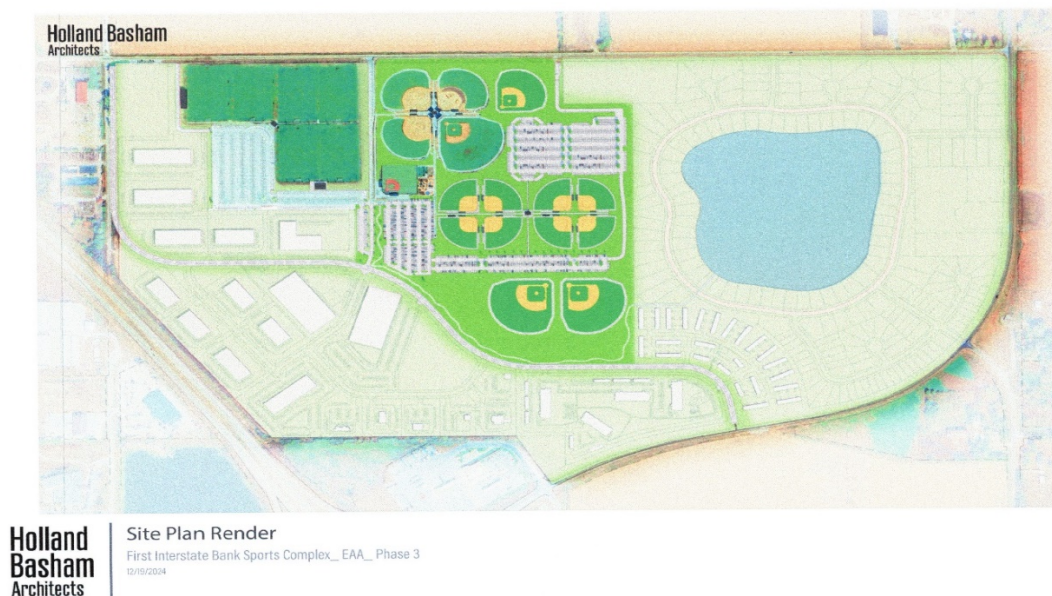 Holland Basham
Architects
Holland
Basham
Architects
Site Plan Render
First Interstate Bank Sports Complex_ EAA_ Phase 3
12/19/2024